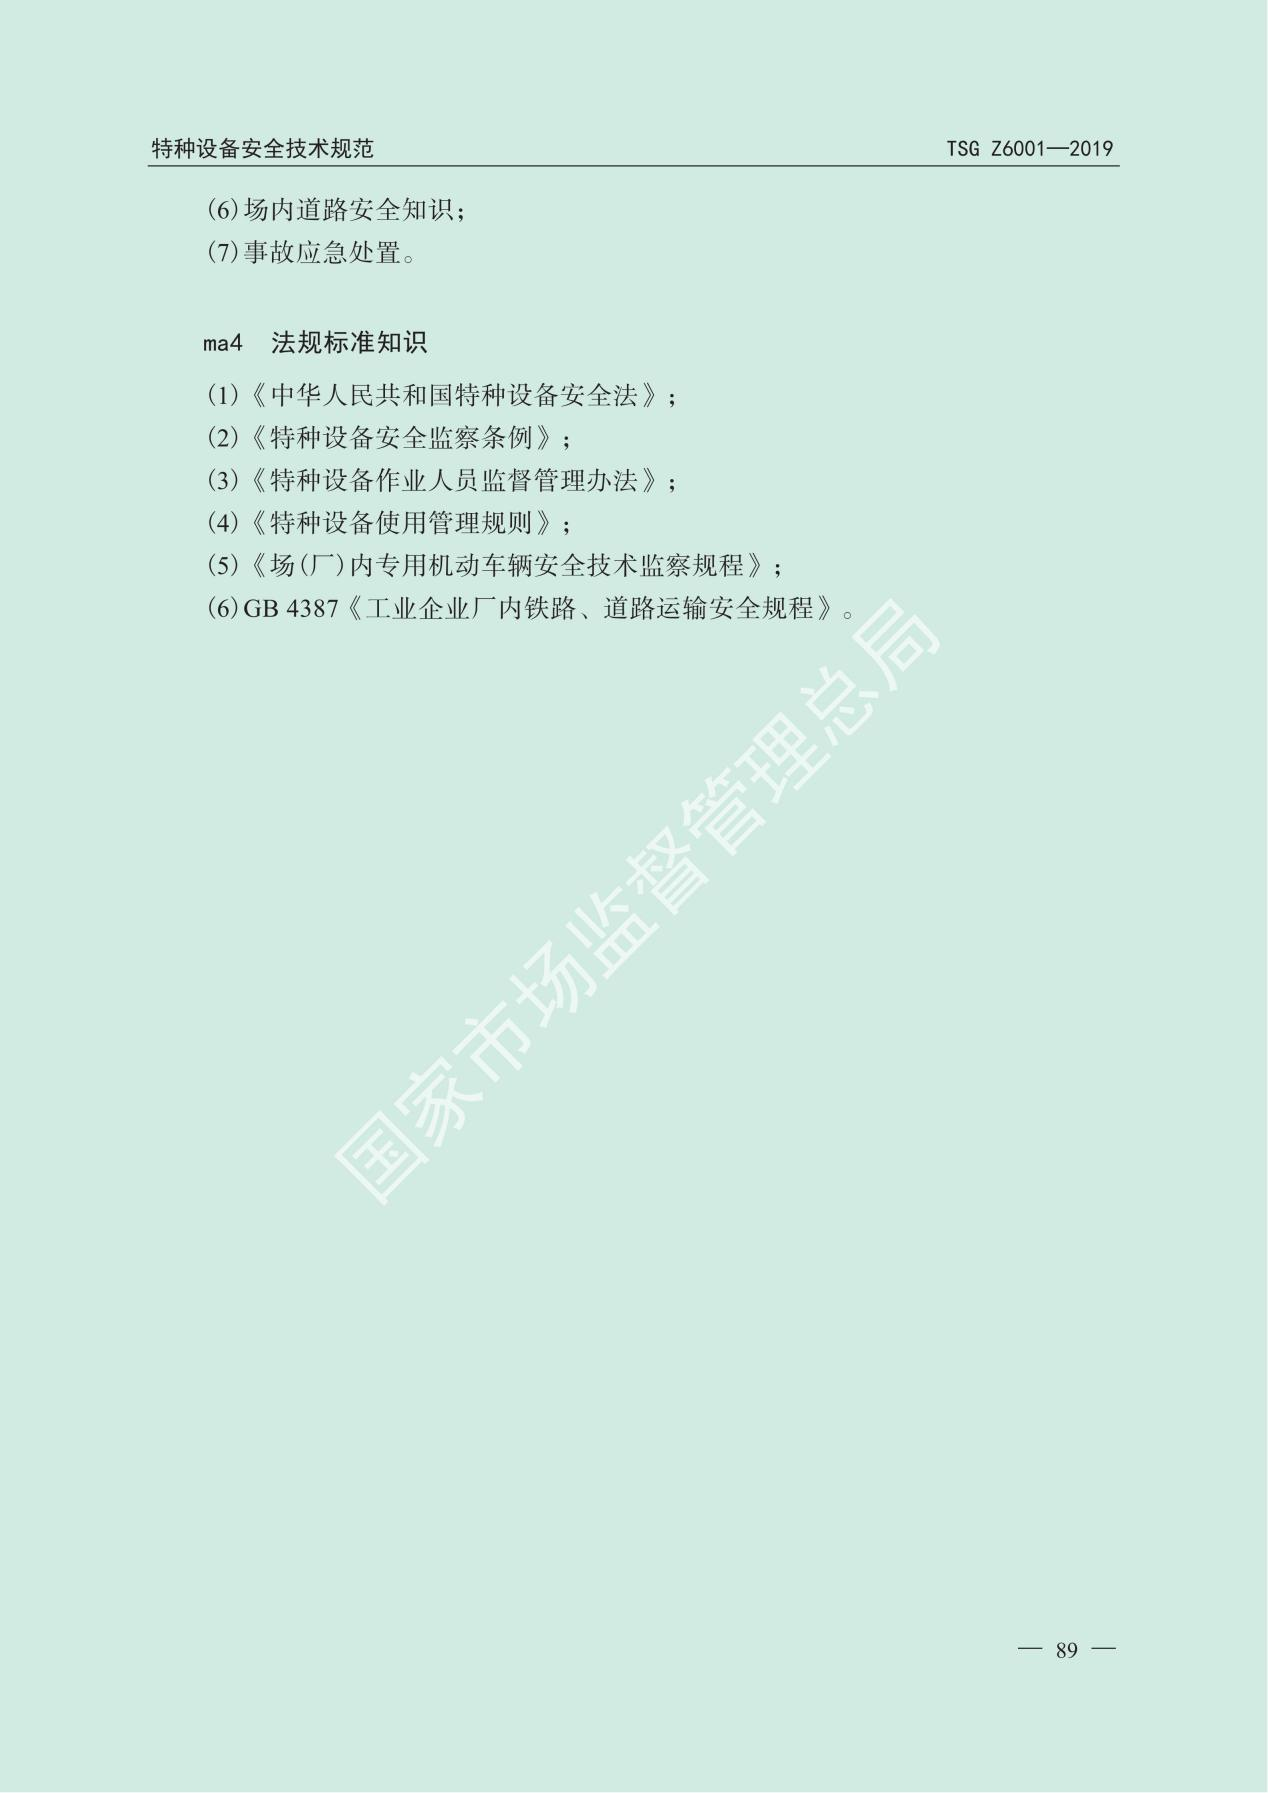 特种设备安全技术规范 TSG Z6001—2019
(6)场内道路安全知识；
(7)事故应急处置。
ma4 法规标准知识
(1)《中华人民共和国特种设备安全法》；
(2)《特种设备安全监察条例》；
(3)《特种设备作业人员监督管理办法》；
(4)《特种设备使用管理规则》；
(5)《场(厂)内专用机动车辆安全技术监察规程》；
(6)GB 4387《工业企业厂内铁路、道路运输安全规程》。
国家市场监督管理总局
— 89 —